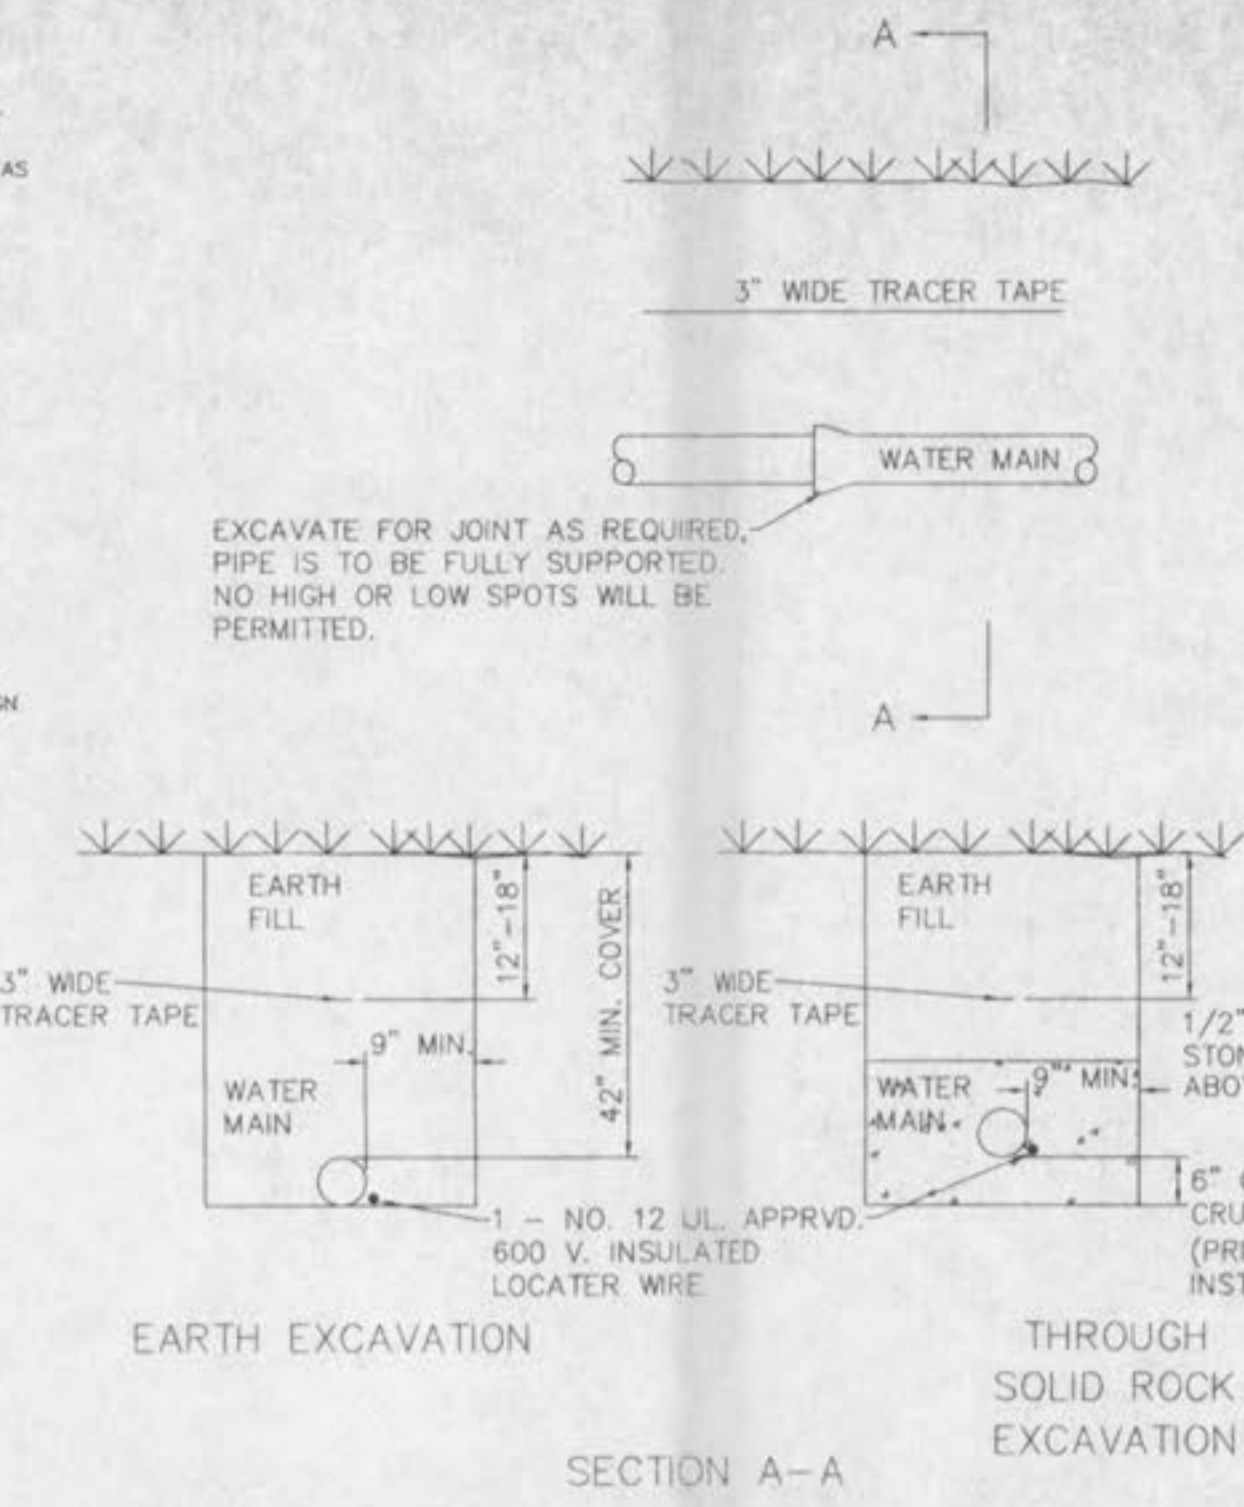 A
AS
3" WIDE TRACER TAPE
WATER MAIN
EXCAVATE FOR JOINT AS REQUIRED,
PIPE IS TO BE FULLY SUPPORTED.
NO HIGH OR LOW SPOTS WILL BE
PERMITTED.
GN
A
EARTH
FILL
12"-18"
42" MIN. COVER
3" WIDE
TRACER TAPE
9" MIN.
WATER
MAIN
1 - NO. 12 UL. APPRVD.
600 V. INSULATED
LOCATER WIRE
EARTH EXCAVATION
EARTH
FILL
12"-18"
3" WIDE
TRACER TAPE
1/2"
STON
ABO
WATER
MAIN
9" MIN.
6"
CRU
(PRI
INST
THROUGH
SOLID ROCK
EXCAVATION
SECTION A-A